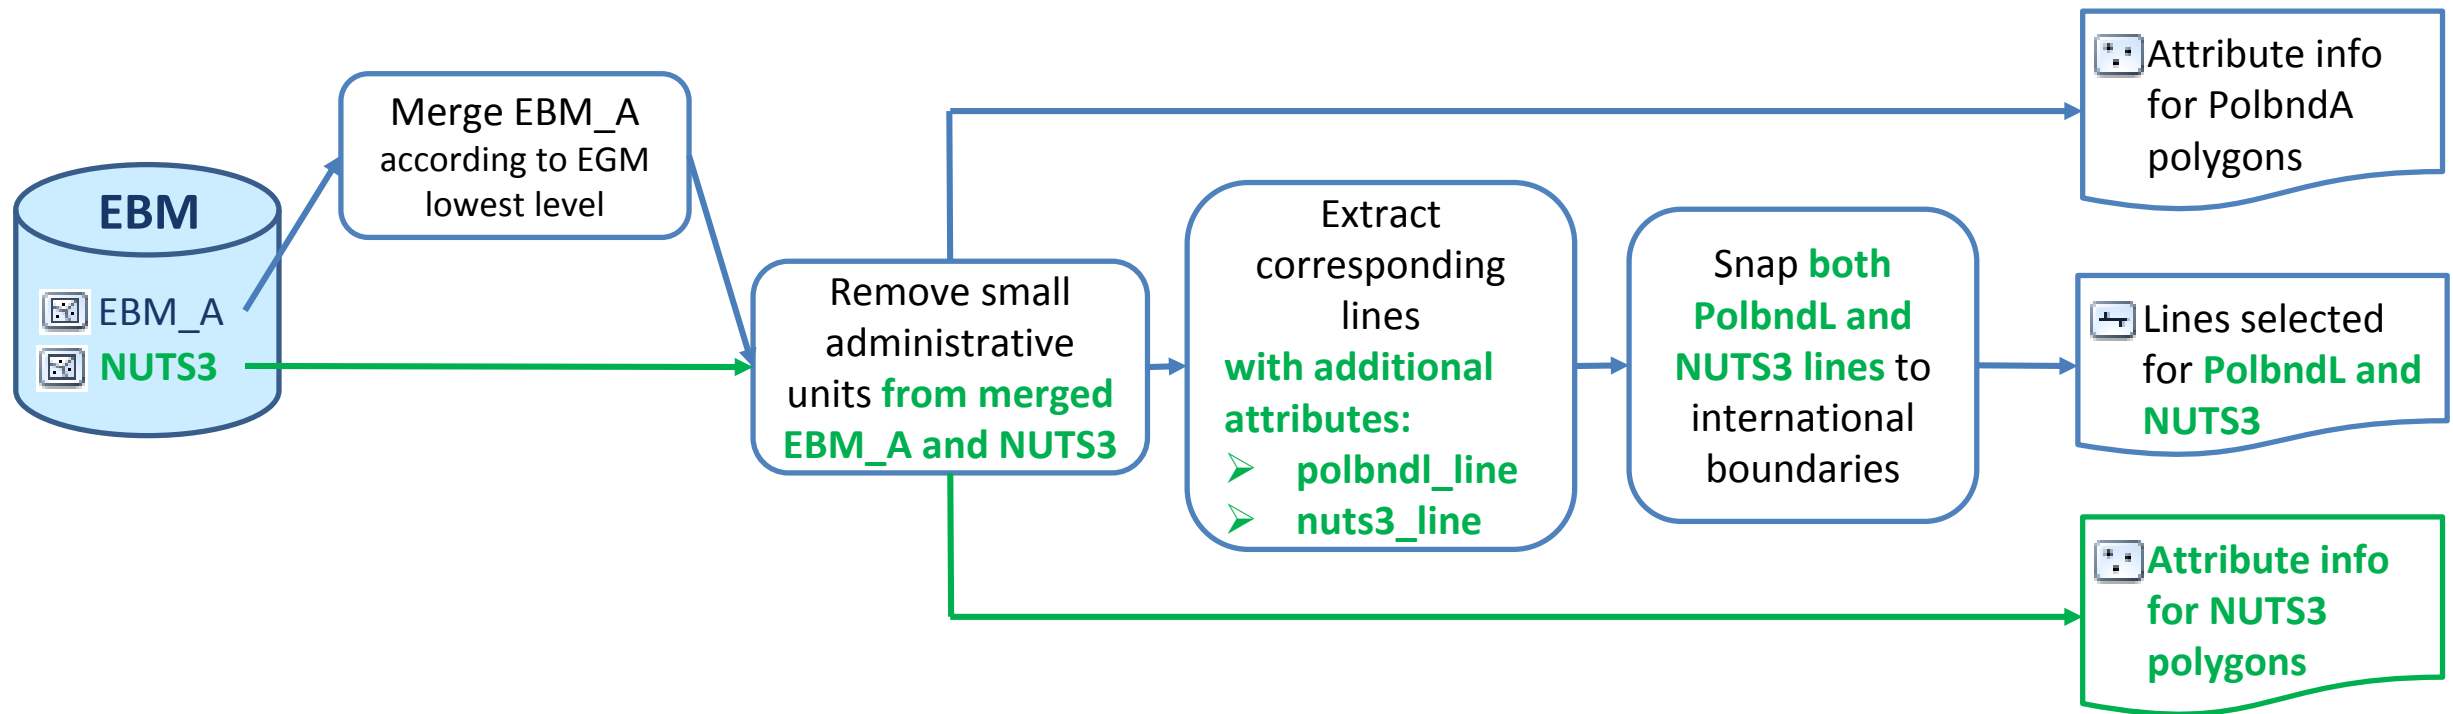 EBM
EBM_A
NUTS3
Merge EBM_A
according to EGM
lowest level
Remove small
administrative
units from merged
EBM_A and NUTS3
Extract
corresponding
lines
with additional
attributes:
➢ polbndl_line
➢ nuts3_line
Snap both
PolbndL and
NUTS3 lines to
international
boundaries
Attribute info
for PolbndA
polygons
Lines selected
for PolbndL and
NUTS3
Attribute info
for NUTS3
polygons